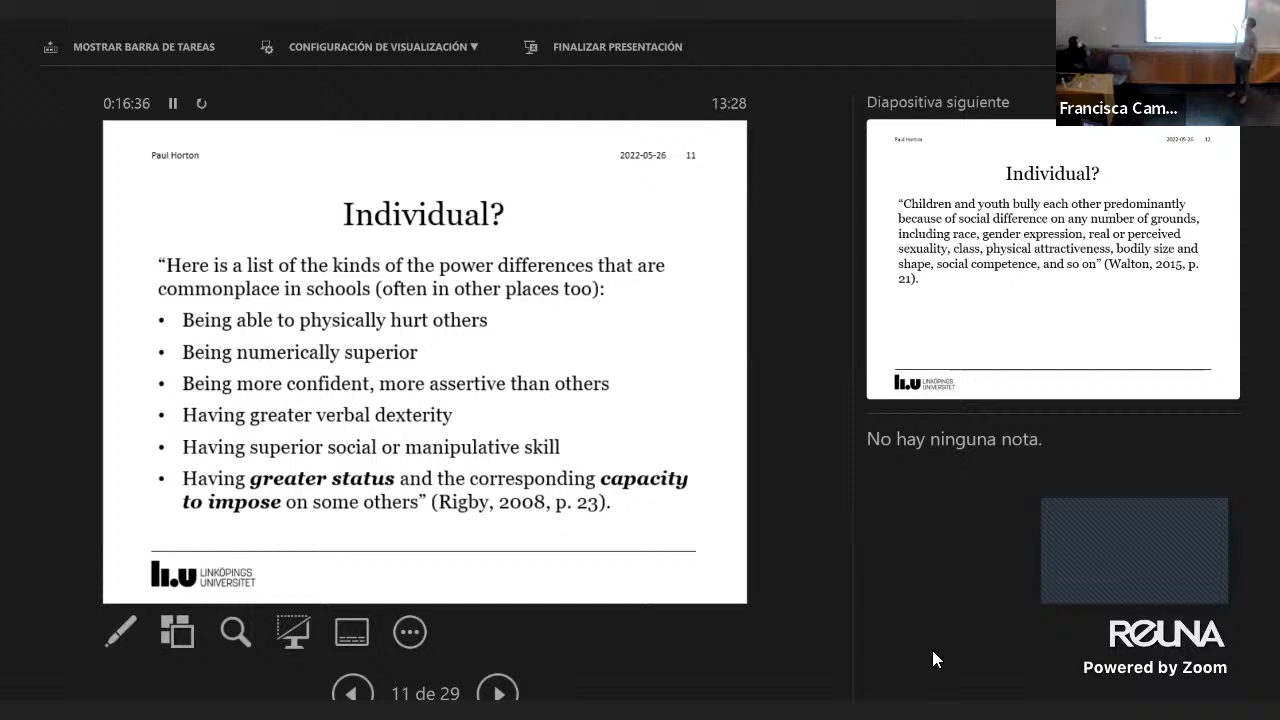 MOSTRAR BARRA DE TAREAS
CONFIGURACIÓN DE VISUALIZACIÓN ▼
FINALIZAR PRESENTACIÓN
Francisca Cam...
0:16:36
13:28
Paul Horton
2022-05-26 11
Individual?
“Here is a list of the kinds of the power differences that are
commonplace in schools (often in other places too):
• Being able to physically hurt others
• Being numerically superior
• Being more confident, more assertive than others
• Having greater verbal dexterity
• Having superior social or manipulative skill
• Having greater status and the corresponding capacity
to impose on some others” (Rigby, 2008, p. 23).
LINKÖPINGS
UNIVERSITET
11 de 29
Diapositiva siguiente
Paul Horton
2022-05-26 12
Individual?
“Children and youth bully each other predominantly
because of social difference on any number of grounds,
including race, gender expression, real or perceived
sexuality, class, physical attractiveness, bodily size and
shape, social competence, and so on” (Walton, 2015, p.
21).
LINKÖPINGS
UNIVERSITET
No hay ninguna nota.
REUNA
Powered by Zoom